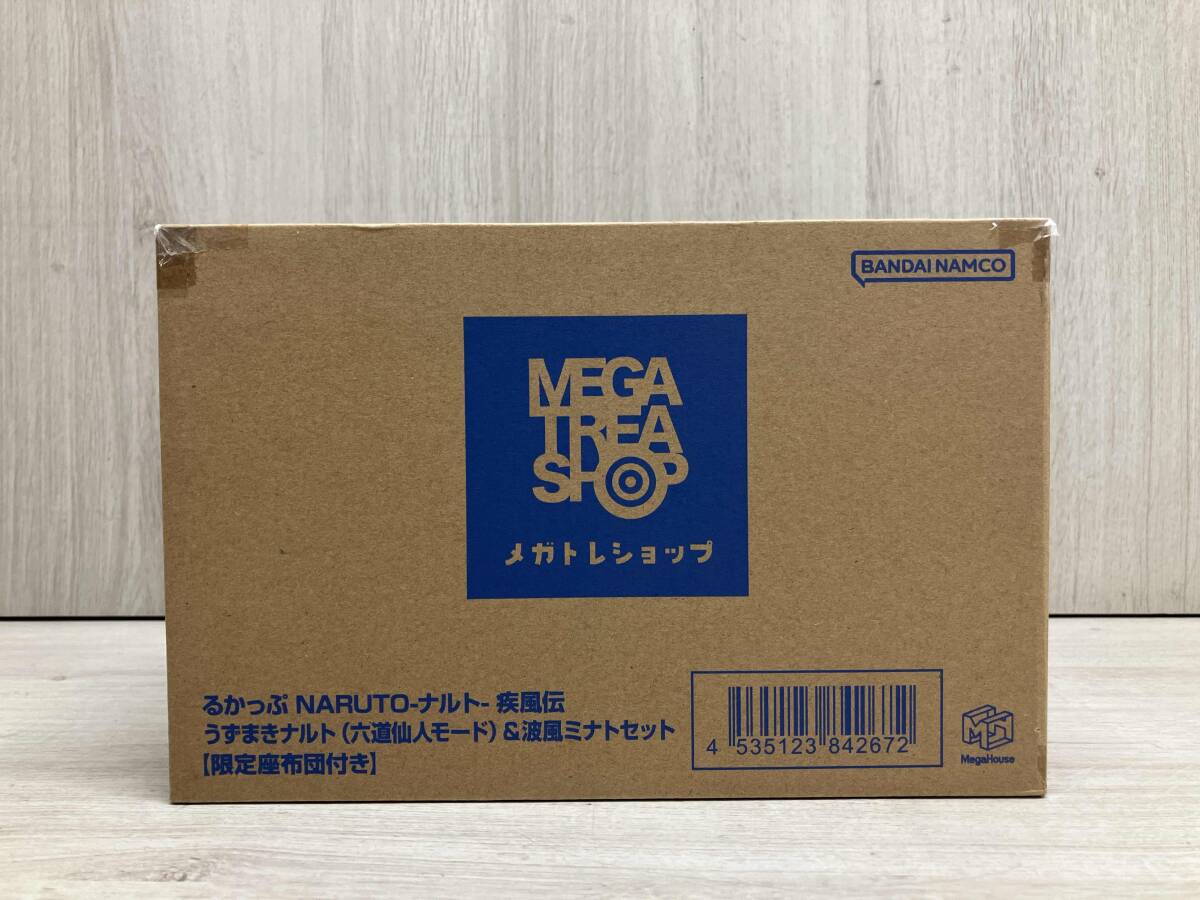 BANDAI NAMCO
MEGA
TREA
SHOP
メガトレショップ
るかっぷ NARUTO-ナルト- 疾風伝
うずまきナルト(六道仙人モード)&波風ミナトセット
【限定座布団付き】
4 535123 842672
MegaHouse